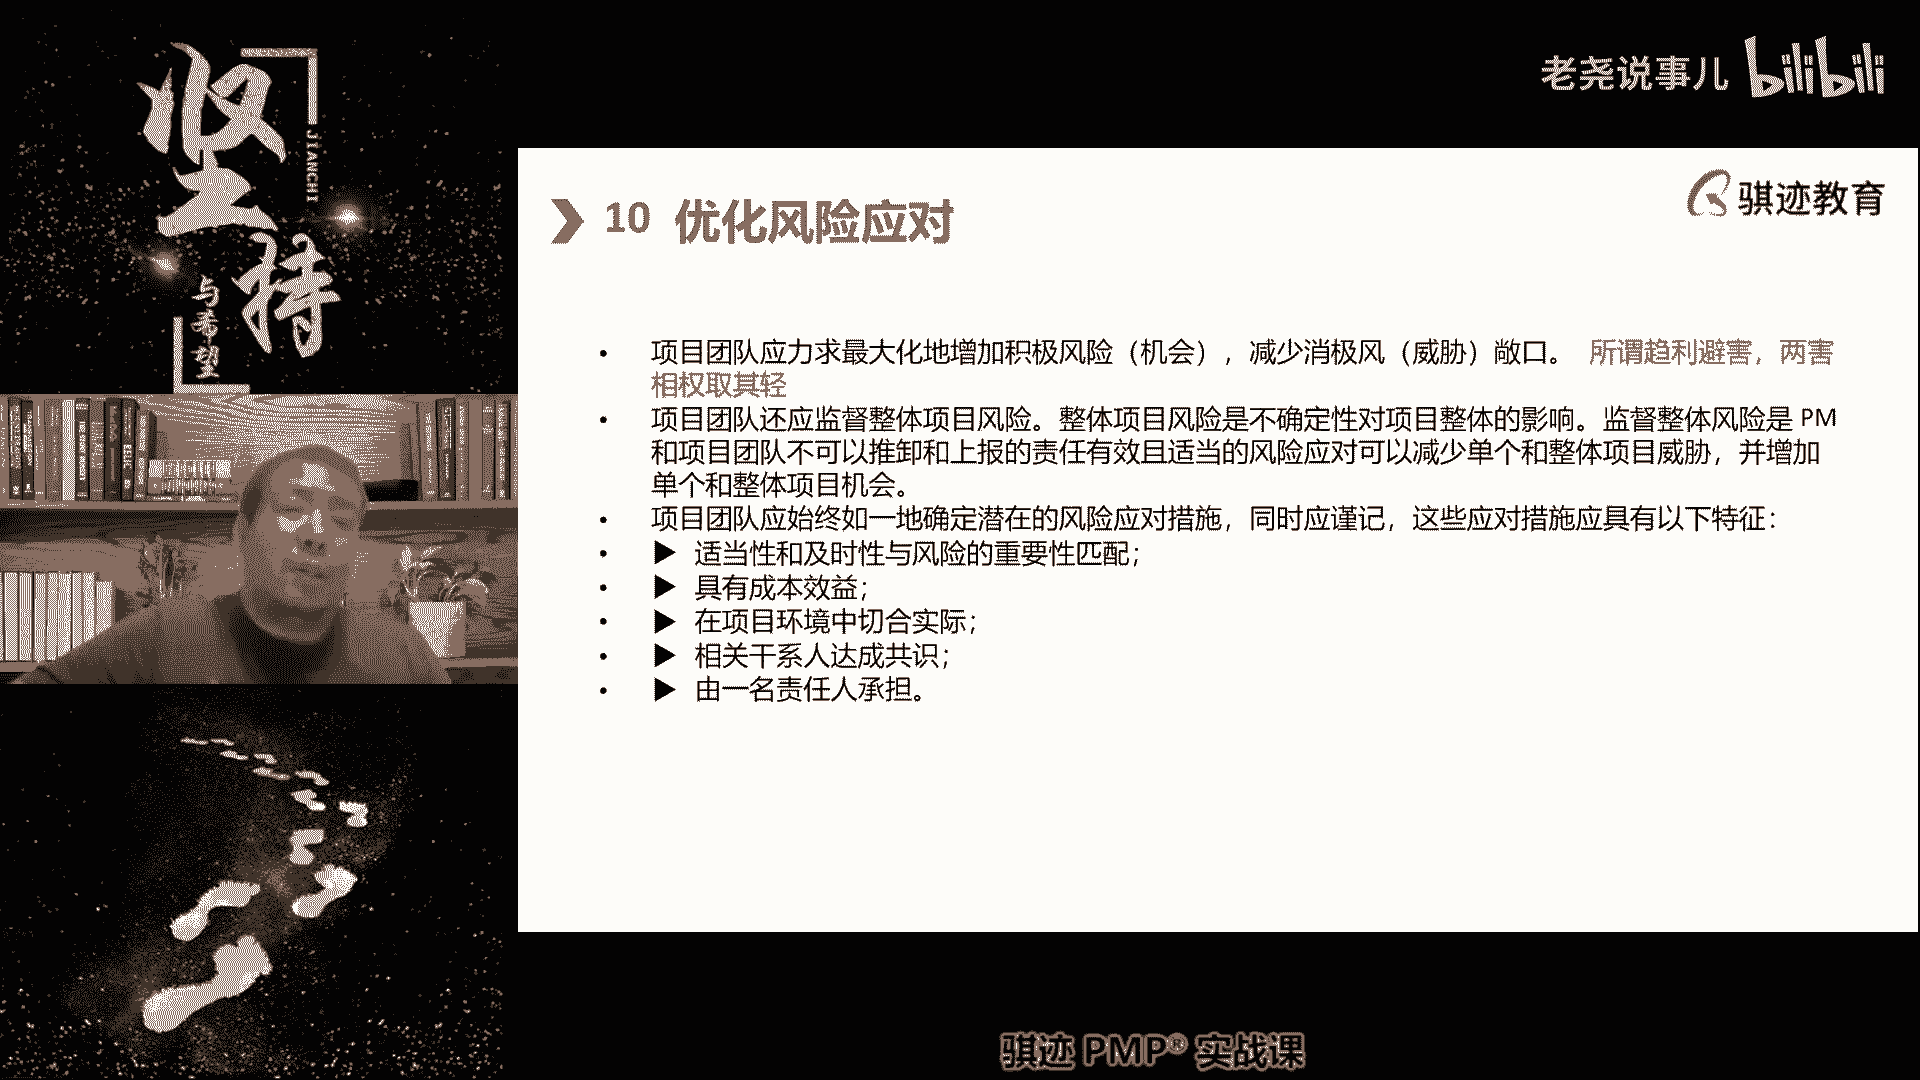 坚持
JIANCHI
与希望
老尧说事儿 bilibili
骐迹教育
10 优化风险应对
• 项目团队应力求最大化地增加积极风险（机会），减少消极风（威胁）敞口。 所谓趋利避害，两害
相权取其轻
• 项目团队还应监督整体项目风险。整体项目风险是不确定性对项目整体的影响。监督整体风险是 PM
和项目团队不可以推卸和上报的责任有效且适当的风险应对可以减少单个和整体项目威胁，并增加
单个和整体项目机会。
• 项目团队应始终如一地确定潜在的风险应对措施，同时应谨记，这些应对措施应具有以下特征：
• ▶ 适当性和及时性与风险的重要性匹配；
• ▶ 具有成本效益；
• ▶ 在项目环境中切合实际；
• ▶ 相关干系人达成共识；
• ▶ 由一名责任人承担。
骐迹 PMP® 实战课